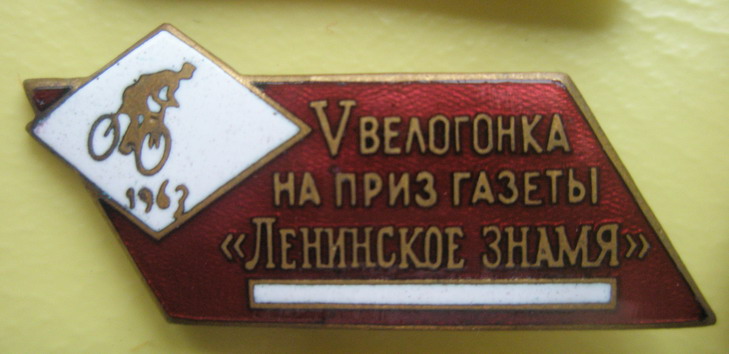 1962
V ВЕЛОГОНКА
НА ПРИЗ ГАЗЕТЫ
«ЛЕНИНСКОЕ ЗНАМЯ»